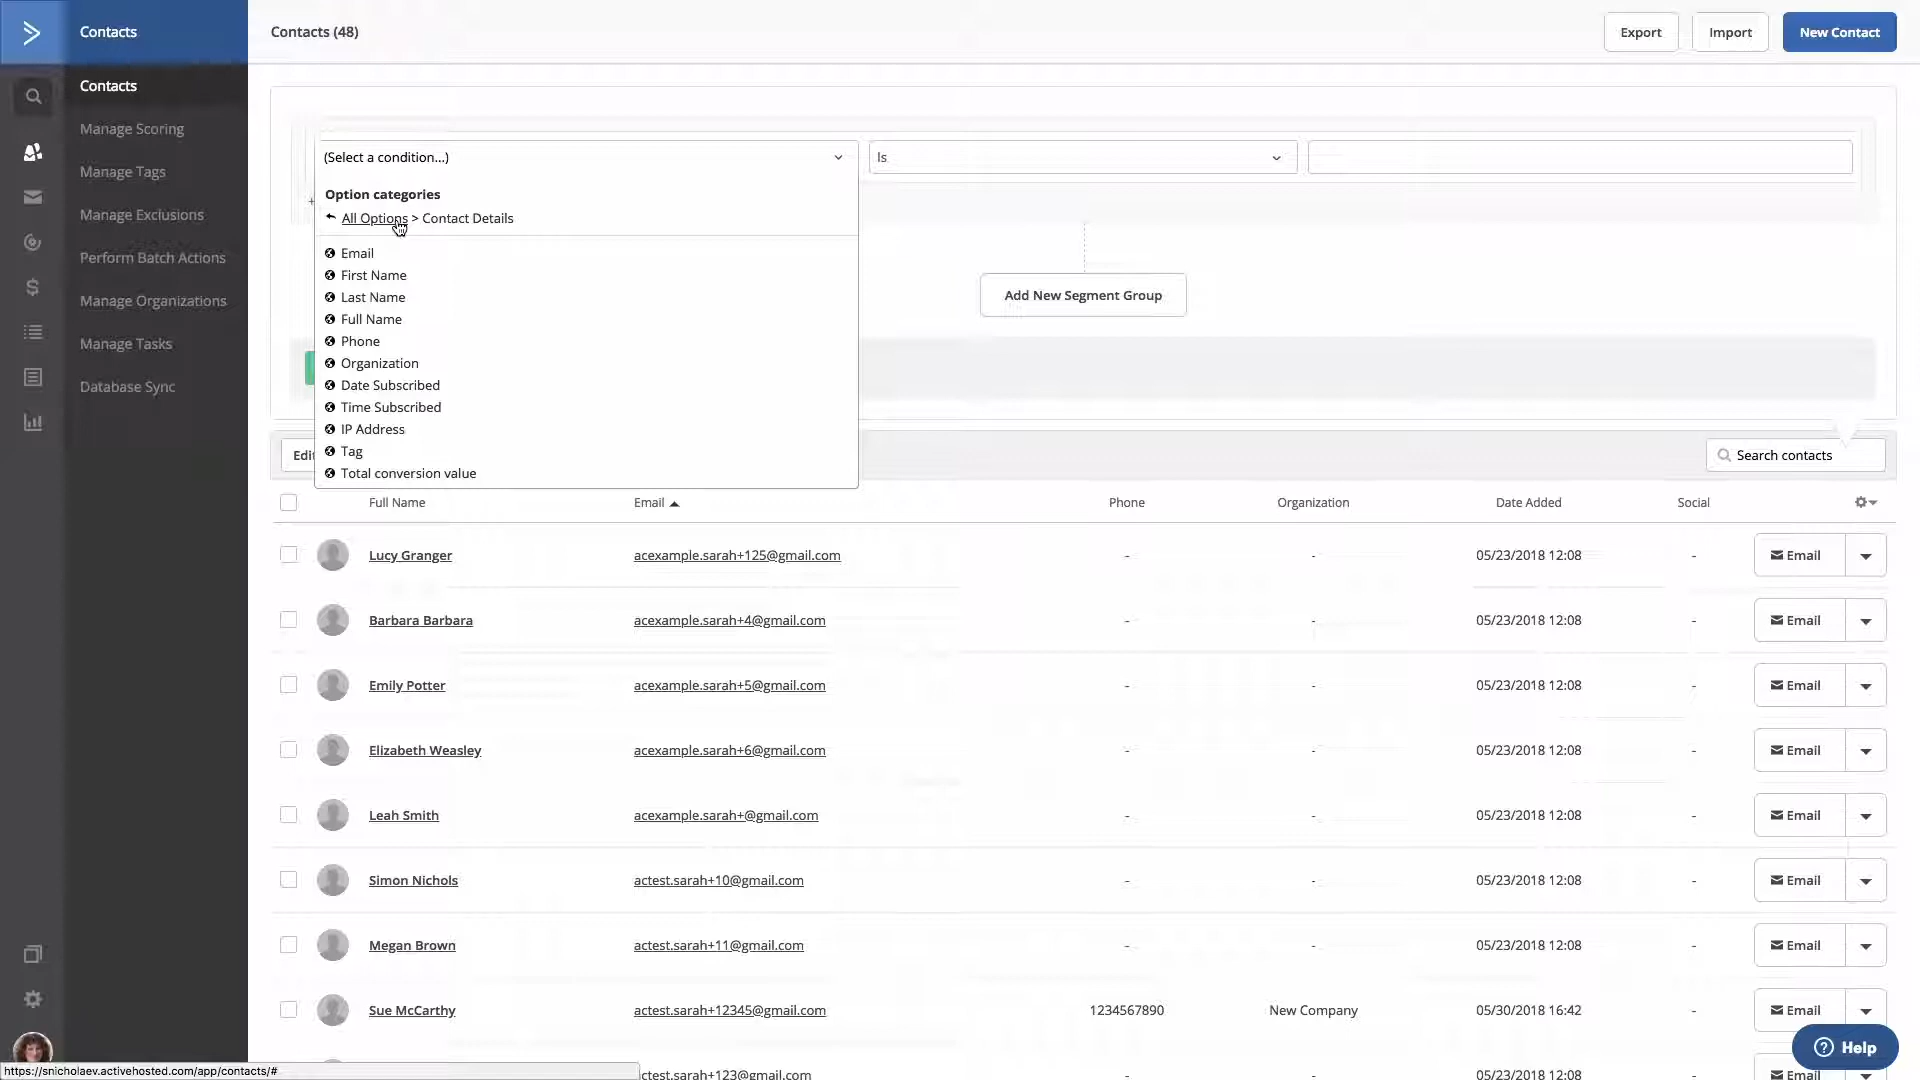 Contacts
Contacts (48)
Export
Import
New Contact
Contacts
Manage Scoring
Manage Tags
Manage Exclusions
Perform Batch Actions
Manage Organizations
Manage Tasks
Database Sync
(Select a condition...)
Is
Option categories
All Options > Contact Details
+
Email
First Name
Last Name
Full Name
Phone
Organization
Date Subscribed
Time Subscribed
IP Address
Tag
Total conversion value
Add New Segment Group
Search contacts
Full Name Email Phone Organization Date Added Social
Lucy Granger acexample.sarah+125@gmail.com - - 05/23/2018 12:08 - Email
Barbara Barbara acexample.sarah+4@gmail.com - - 05/23/2018 12:08 - Email
Emily Potter acexample.sarah+5@gmail.com - - 05/23/2018 12:08 - Email
Elizabeth Weasley acexample.sarah+6@gmail.com - - 05/23/2018 12:08 - Email
Leah Smith acexample.sarah+@gmail.com - - 05/23/2018 12:08 - Email
Simon Nichols actest.sarah+10@gmail.com - - 05/23/2018 12:08 - Email
Megan Brown actest.sarah+11@gmail.com - - 05/23/2018 12:08 - Email
Sue McCarthy actest.sarah+12345@gmail.com 1234567890 New Company 05/30/2018 16:42 - Email
ctest.sarah+123@gmail.com - - 05/23/2018 12:08 - Email
Help
https://snicholaev.activehosted.com/app/contacts/#